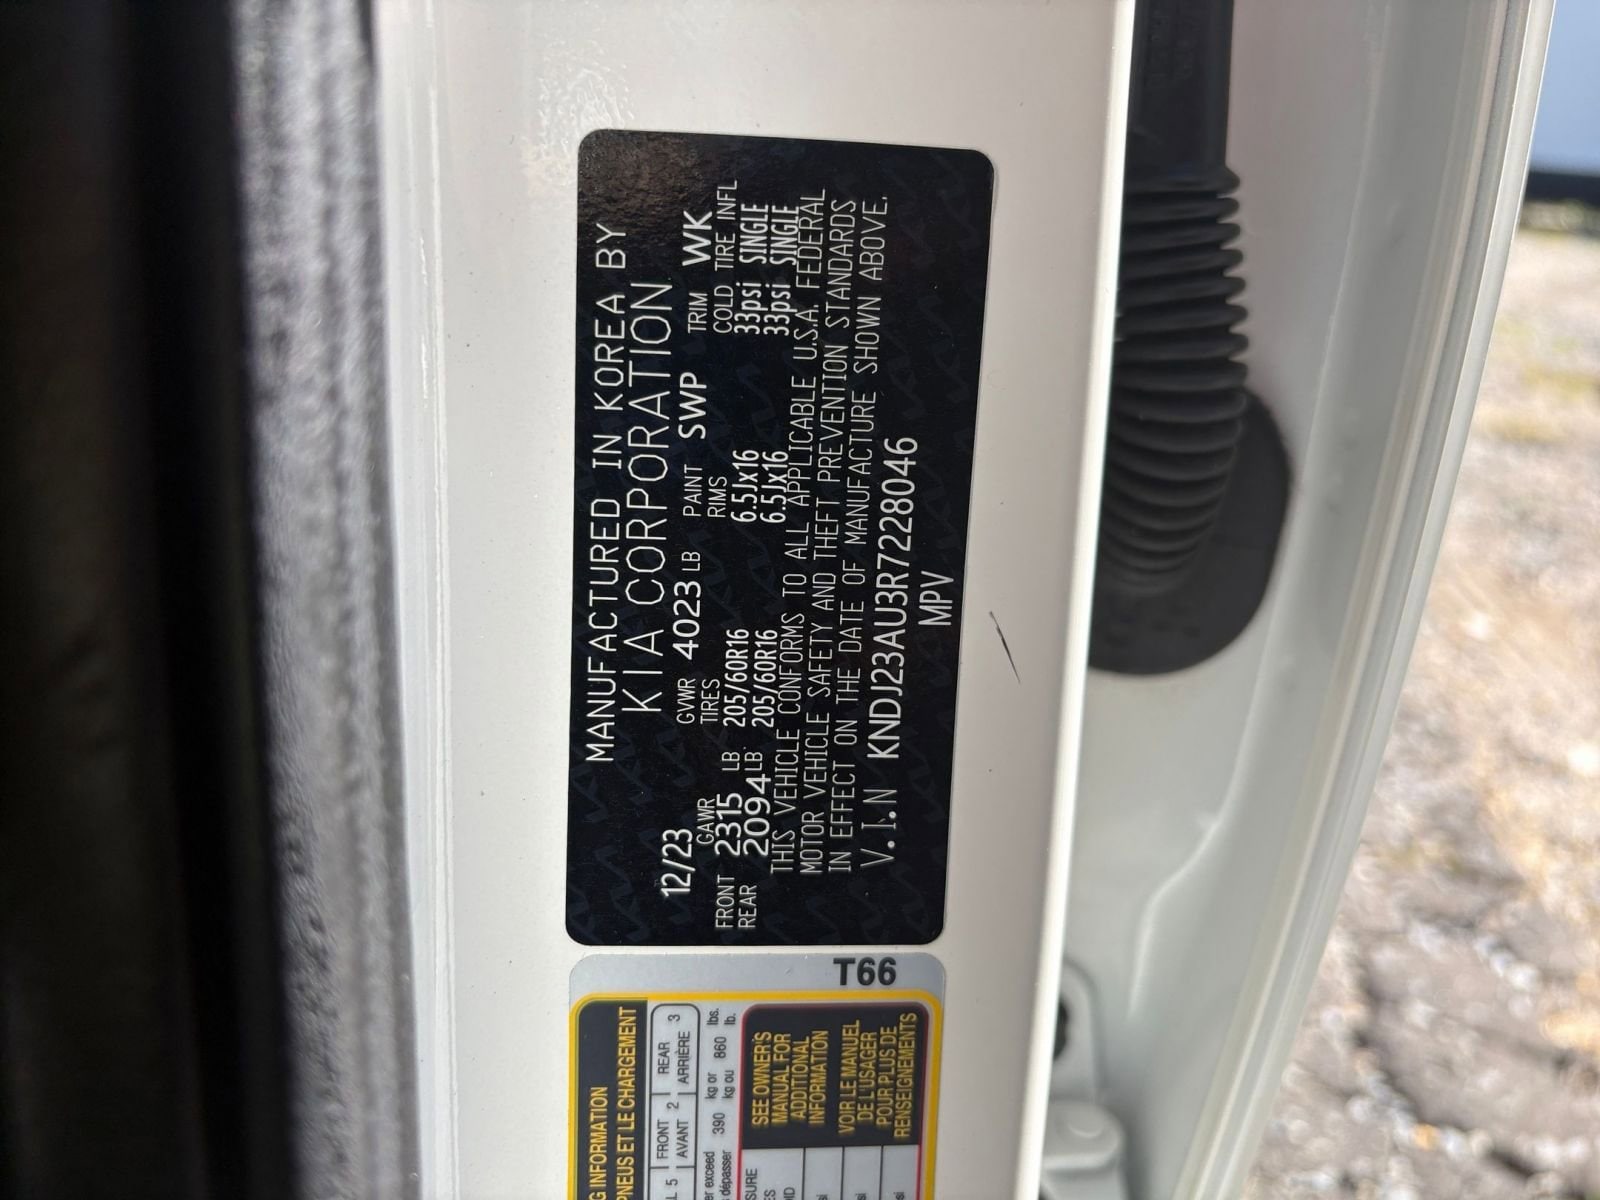 MANUFACTURED IN KOREA BY
KIA CORPORATION
12/23 GVWR 4023 LB PAINT SWP TRIM WK
GAWR TIRES RIMS COLD TIRE INFL
FRONT 2315 LB 205/60R16 6.5Jx16 33psi SINGLE
REAR 2094 LB 205/60R16 6.5Jx16 33psi SINGLE
THIS VEHICLE CONFORMS TO ALL APPLICABLE U.S.A. FEDERAL
MOTOR VEHICLE SAFETY AND THEFT PREVENTION STANDARDS
IN EFFECT ON THE DATE OF MANUFACTURE SHOWN ABOVE.
V.I.N KNDJ23AU3R7228046
MPV
T66
INFORMATION
PNEUS ET LE CHARGEMENT
5 FRONT 2 REAR 3
AVANT ARRIÈRE
exceed 390 kg or 860 lbs.
dépasser kg ou lb.
SEE OWNER'S
MANUAL FOR
ADDITIONAL
INFORMATION
VOIR LE MANUEL
DE L'USAGER
POUR PLUS DE
RENSEIGNEMENTS